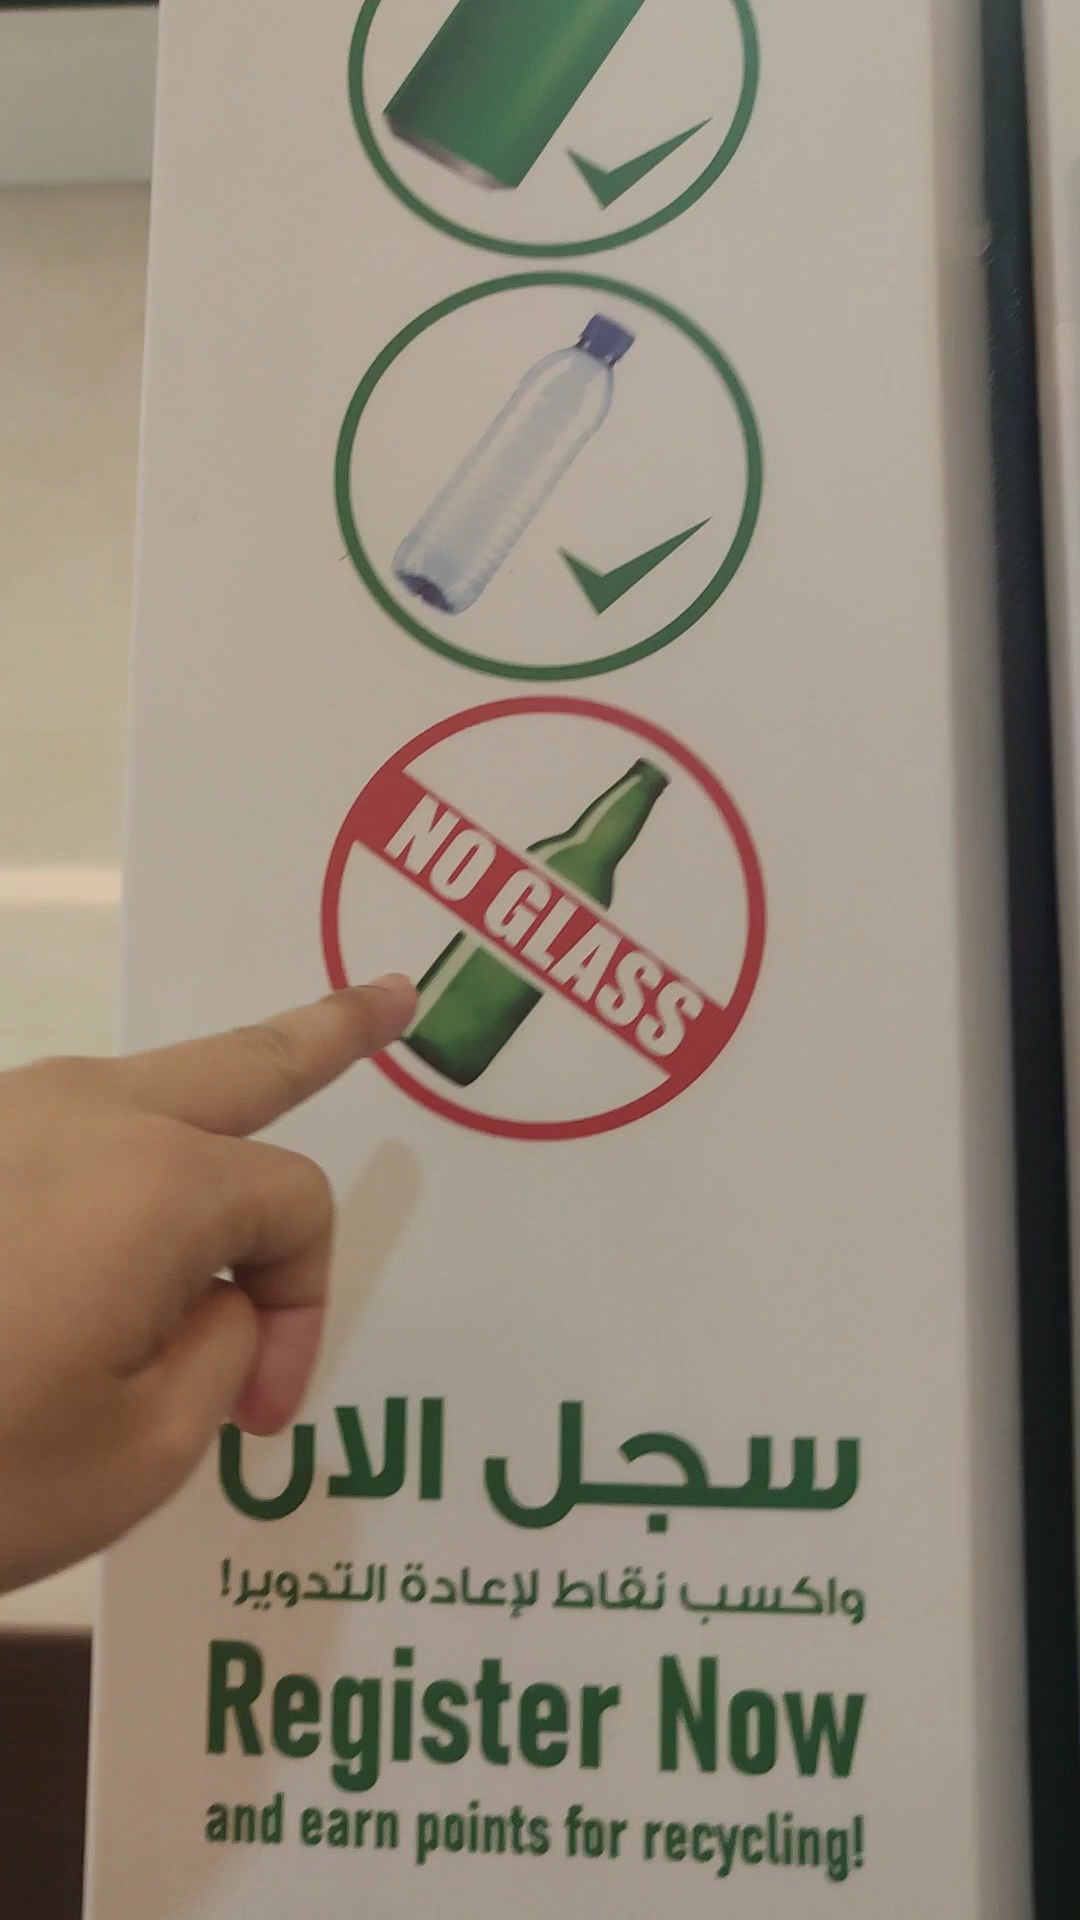 NO GLASS
سجل الان
واكسب نقاط لإعادة التدوير!
Register Now
and earn points for recycling!